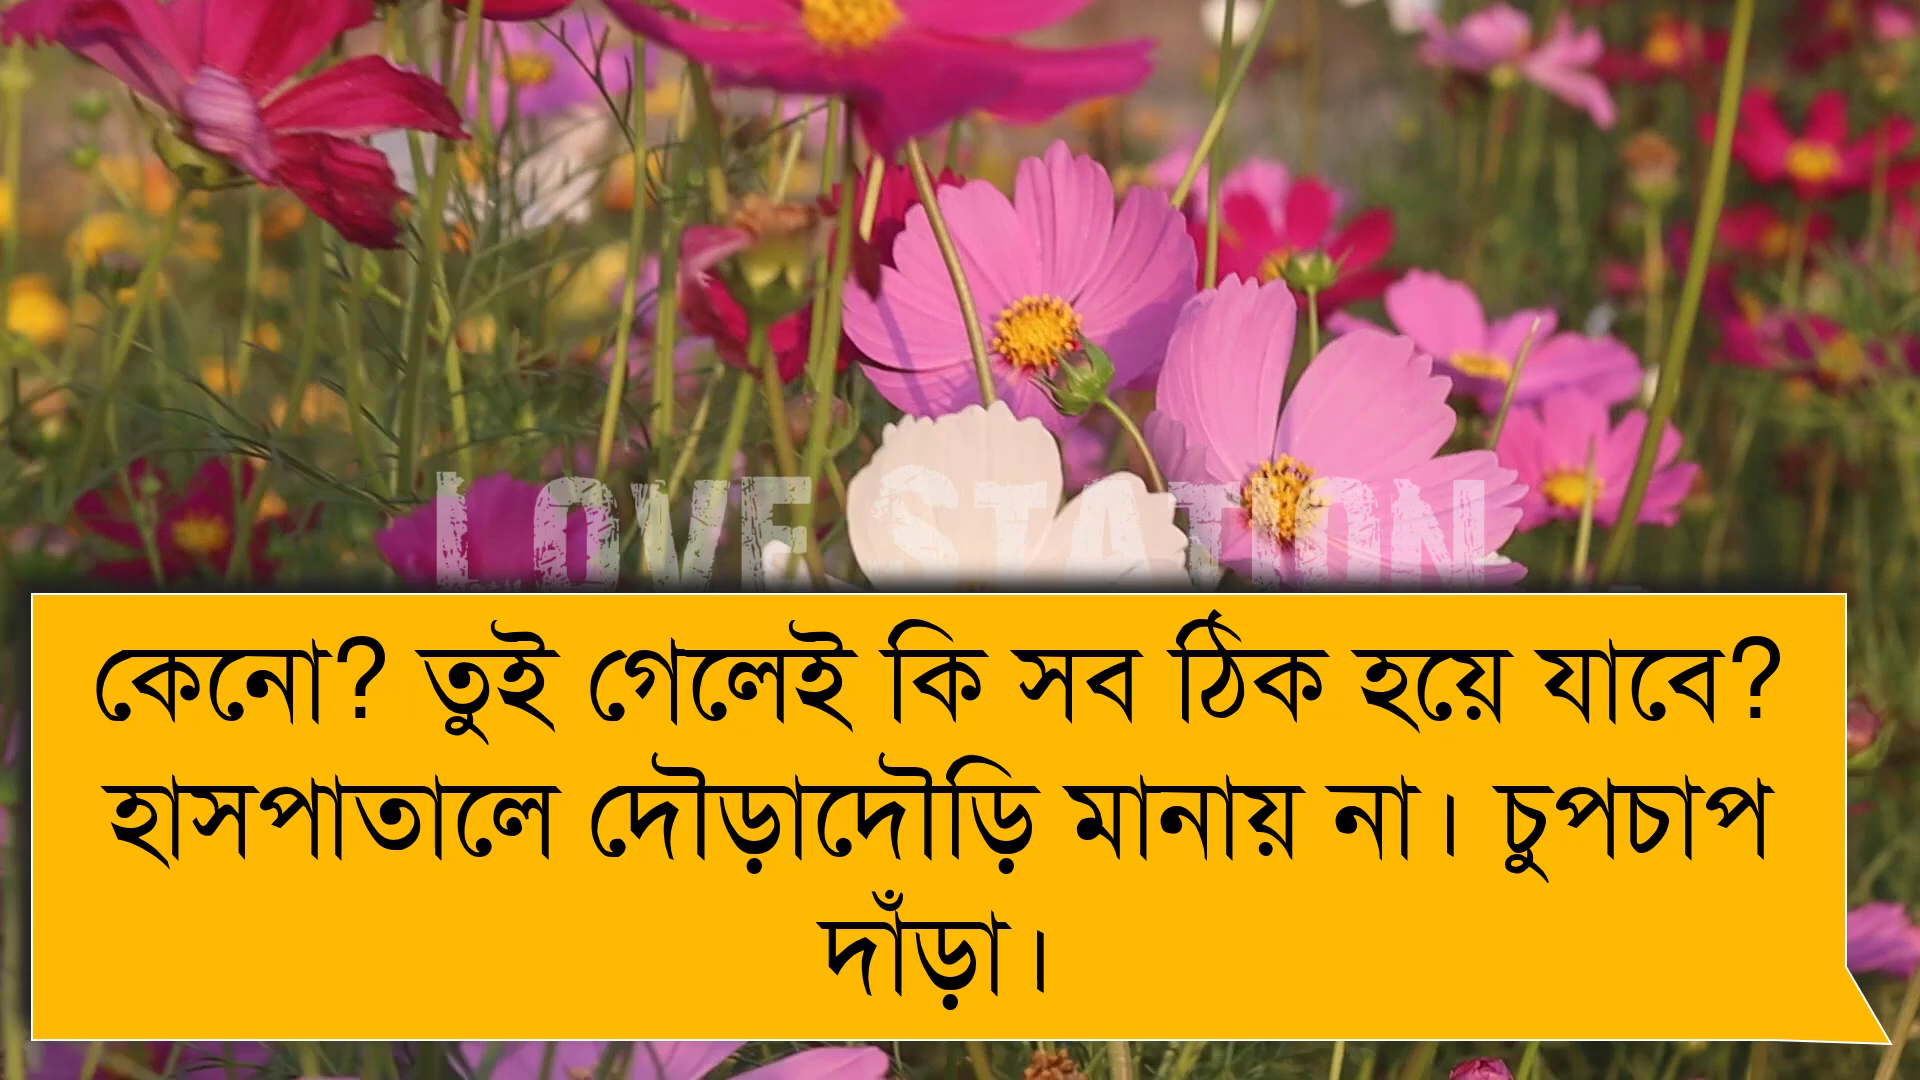 LOVE STATION
কেনো? তুই গেলেই কি সব ঠিক হয়ে যাবে?
হাসপাতালে দৌড়াদৌড়ি মানায় না। চুপচাপ
দাঁড়া।